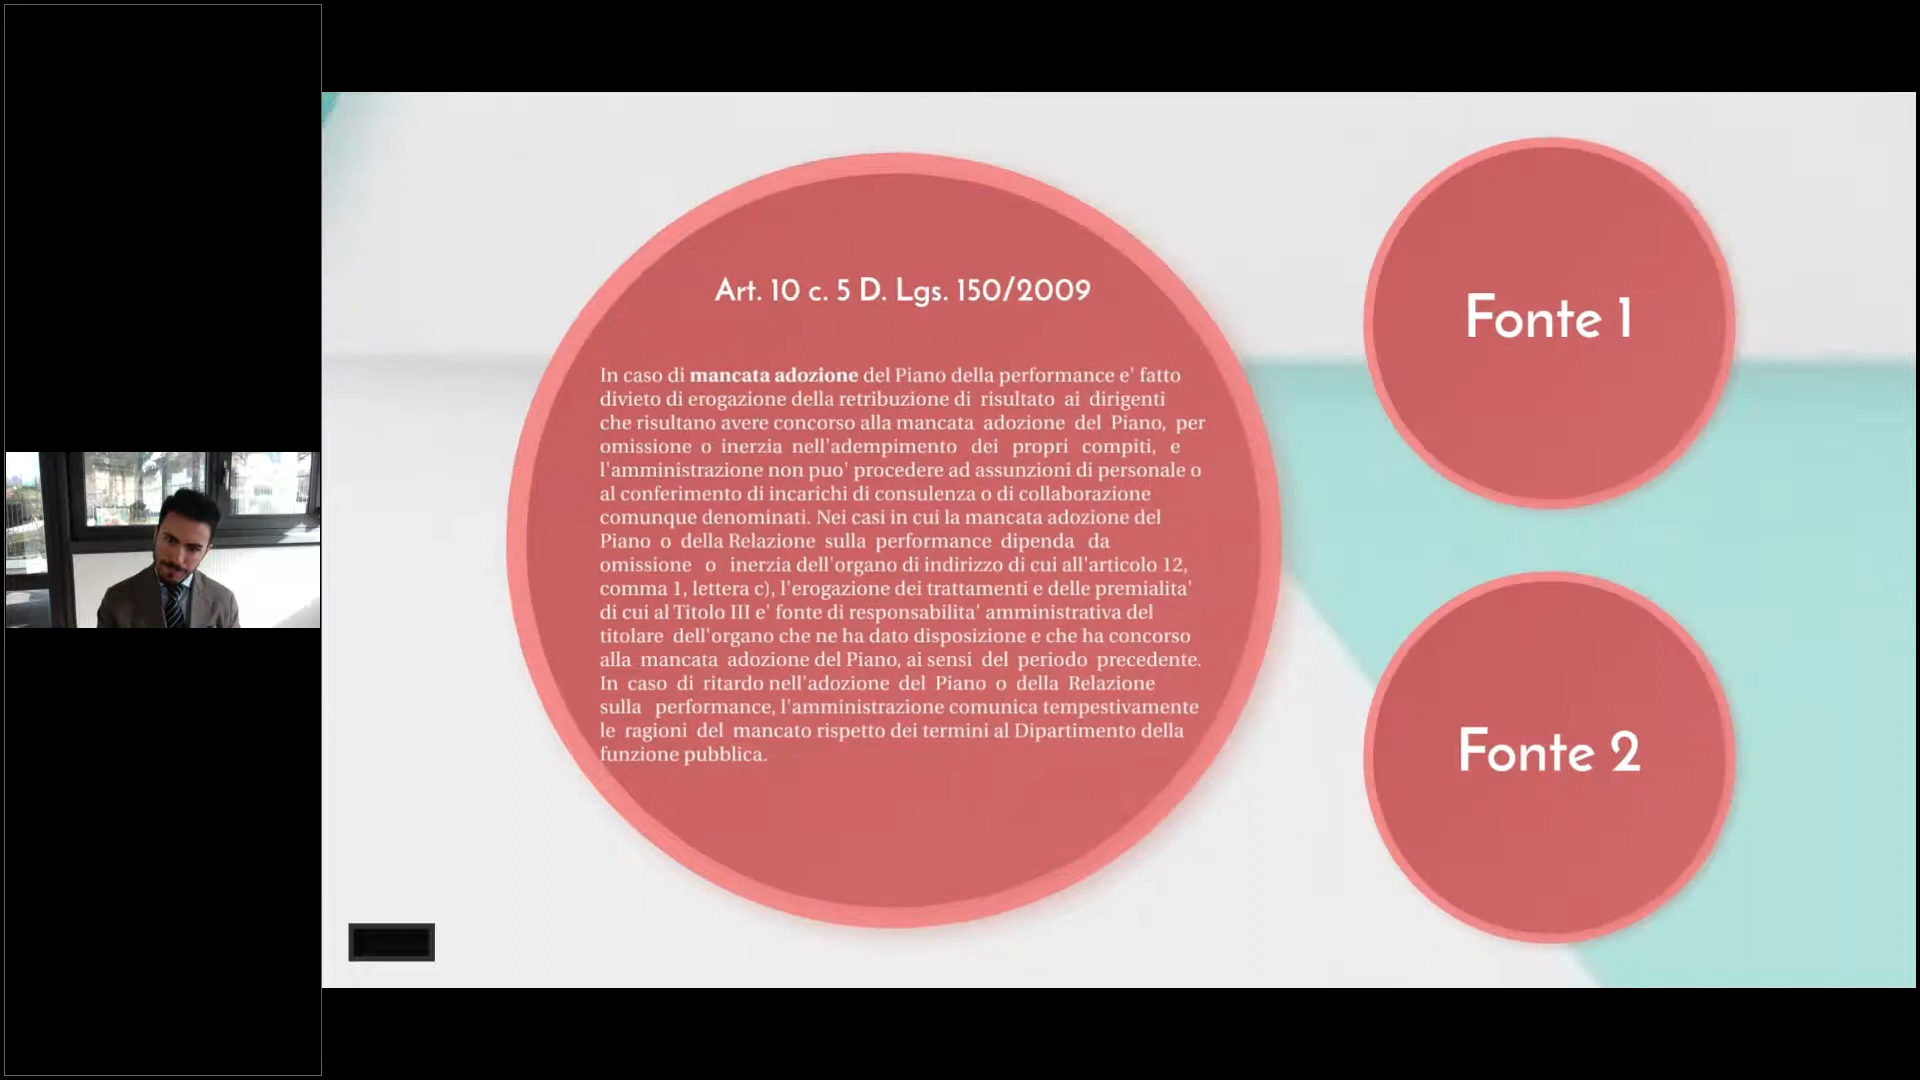 Art. 10 c. 5 D. Lgs. 150/2009
In caso di mancata adozione del Piano della performance e' fatto
divieto di erogazione della retribuzione di risultato ai dirigenti
che risultano avere concorso alla mancata adozione del Piano, per
omissione o inerzia nell'adempimento dei propri compiti, e
l'amministrazione non puo' procedere ad assunzioni di personale o
al conferimento di incarichi di consulenza o di collaborazione
comunque denominati. Nei casi in cui la mancata adozione del
Piano o della Relazione sulla performance dipenda da
omissione o inerzia dell'organo di indirizzo di cui all'articolo 12,
comma 1, lettera c), l'erogazione dei trattamenti e delle premialita'
di cui al Titolo III e' fonte di responsabilita' amministrativa del
titolare dell'organo che ne ha dato disposizione e che ha concorso
alla mancata adozione del Piano, ai sensi del periodo precedente.
In caso di ritardo nell'adozione del Piano o della Relazione
sulla performance, l'amministrazione comunica tempestivamente
le ragioni del mancato rispetto dei termini al Dipartimento della
funzione pubblica.
Fonte 1
Fonte 2